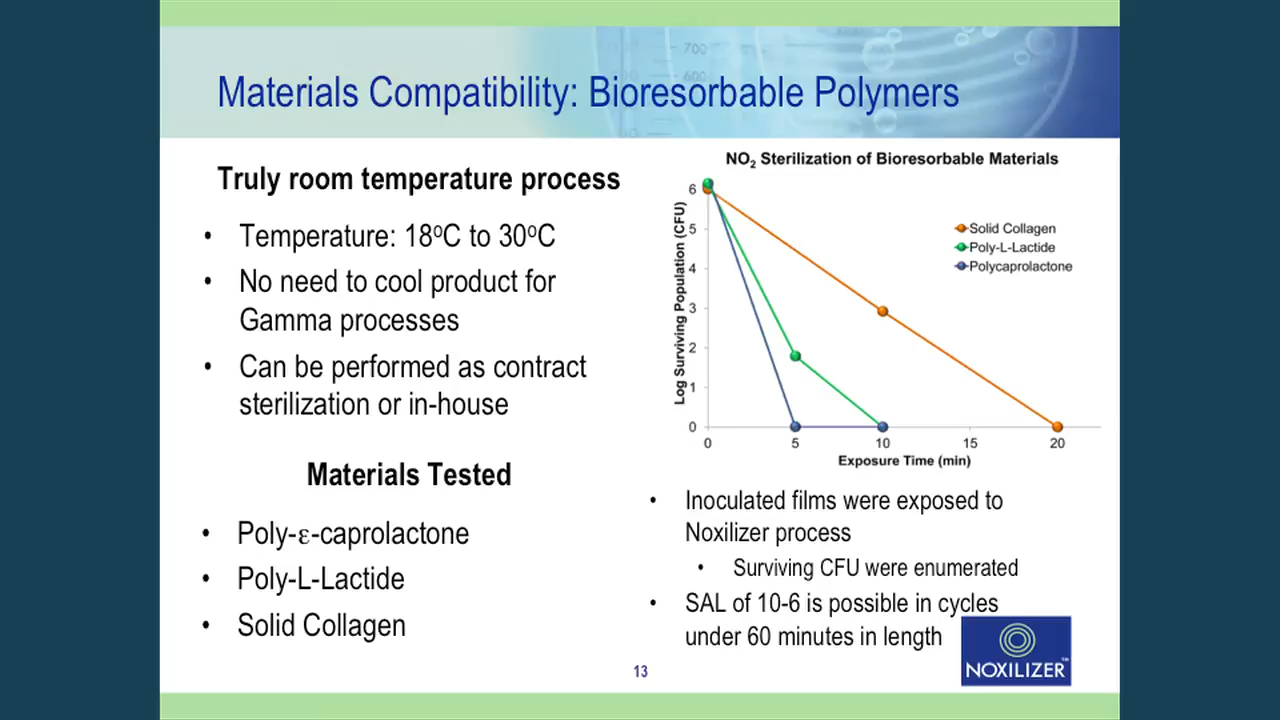 Materials Compatibility: Bioresorbable Polymers
Truly room temperature process
• Temperature: 18ºC to 30ºC
• No need to cool product for
Gamma processes
• Can be performed as contract
sterilization or in-house
Materials Tested
• Poly-ε-caprolactone
• Poly-L-Lactide
• Solid Collagen
NO₂ Sterilization of Bioresorbable Materials
Log Surviving Population (CFU)
6
5
4
3
2
1
0
Solid Collagen
Poly-L-Lactide
Polycaprolactone
0 5 10 15 20
Exposure Time (min)
• Inoculated films were exposed to
Noxilizer process
• Surviving CFU were enumerated
• SAL of 10-6 is possible in cycles
under 60 minutes in length
NOXILIZER™
13
700
600